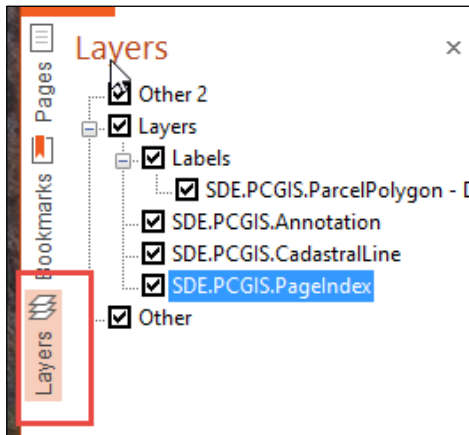 Layers
Pages
Bookmarks
Layers
Other 2
Layers
Labels
SDE.PCGIS.ParcelPolygon - D
SDE.PCGIS.Annotation
SDE.PCGIS.CadastralLine
SDE.PCGIS.PageIndex
Other